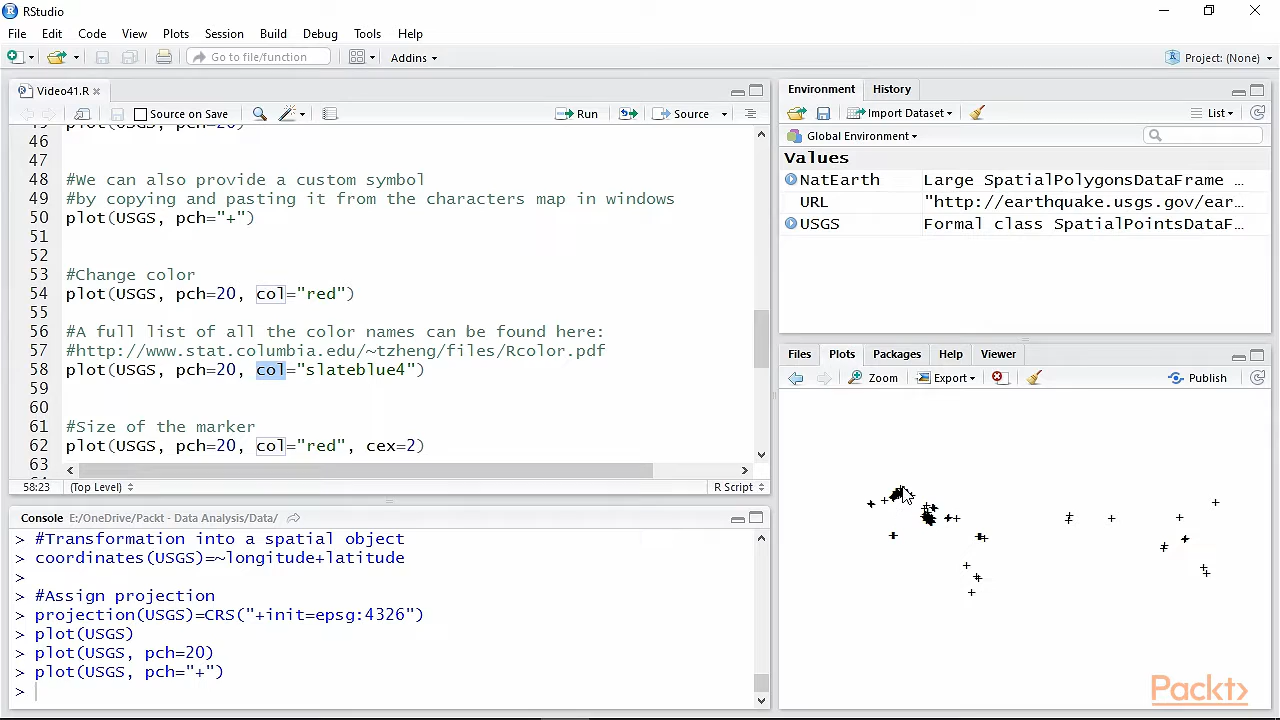 RStudio
File Edit Code View Plots Session Build Debug Tools Help
Go to file/function Addins Project: (None)
Video41.R
Source on Save Run Source
plot(USGS, pch=20)
46
47
48 #We can also provide a custom symbol
49 #by copying and pasting it from the characters map in windows
50 plot(USGS, pch="+")
51
52
53 #Change color
54 plot(USGS, pch=20, col="red")
55
56 #A full list of all the color names can be found here:
57 #http://www.stat.columbia.edu/~tzheng/files/Rcolor.pdf
58 plot(USGS, pch=20, col="slateblue4")
59
60
61 #Size of the marker
62 plot(USGS, pch=20, col="red", cex=2)
63
58:23 (Top Level) R Script
Console E:/OneDrive/Packt - Data Analysis/Data/
> #Transformation into a spatial object
> coordinates(USGS)=~longitude+latitude
>
> #Assign projection
> projection(USGS)=CRS("+init=epsg:4326")
> plot(USGS)
> plot(USGS, pch=20)
> plot(USGS, pch="+")
>
Environment History
Import Dataset List
Global Environment
Values
NatEarth Large SpatialPolygonsDataFrame …
URL "http://earthquake.usgs.gov/ear…
USGS Formal class SpatialPointsDataF…
Files Plots Packages Help Viewer
Zoom Export Publish
Packt